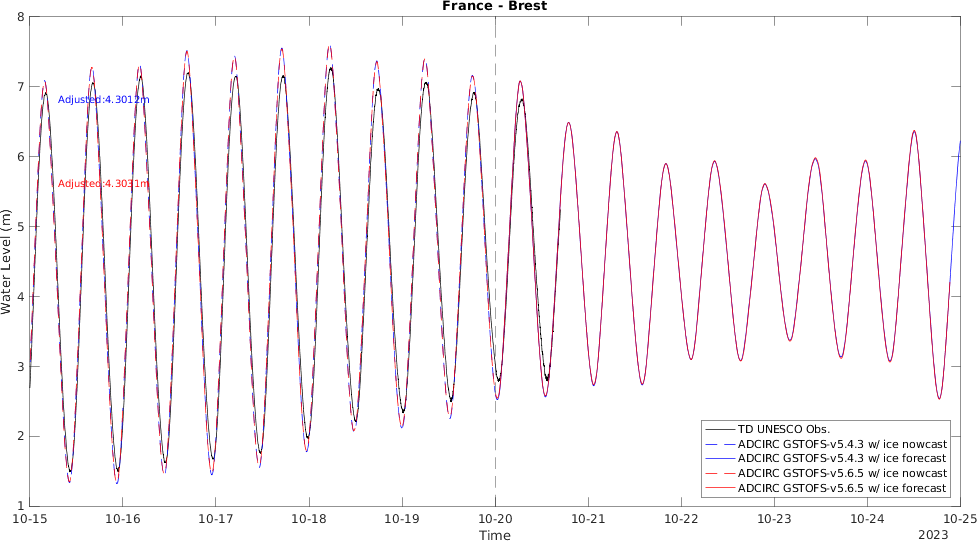 France - Brest
8
7
6
5
4
3
2
1
Water Level (m)
Adjusted:4.3012m
Adjusted:4.3031m
TD UNESCO Obs.
ADCIRC GSTOFS-v5.4.3 w/ ice nowcast
ADCIRC GSTOFS-v5.4.3 w/ ice forecast
ADCIRC GSTOFS-v5.6.5 w/ ice nowcast
ADCIRC GSTOFS-v5.6.5 w/ ice forecast
10-15 10-16 10-17 10-18 10-19 10-20 10-21 10-22 10-23 10-24 10-25
Time
2023